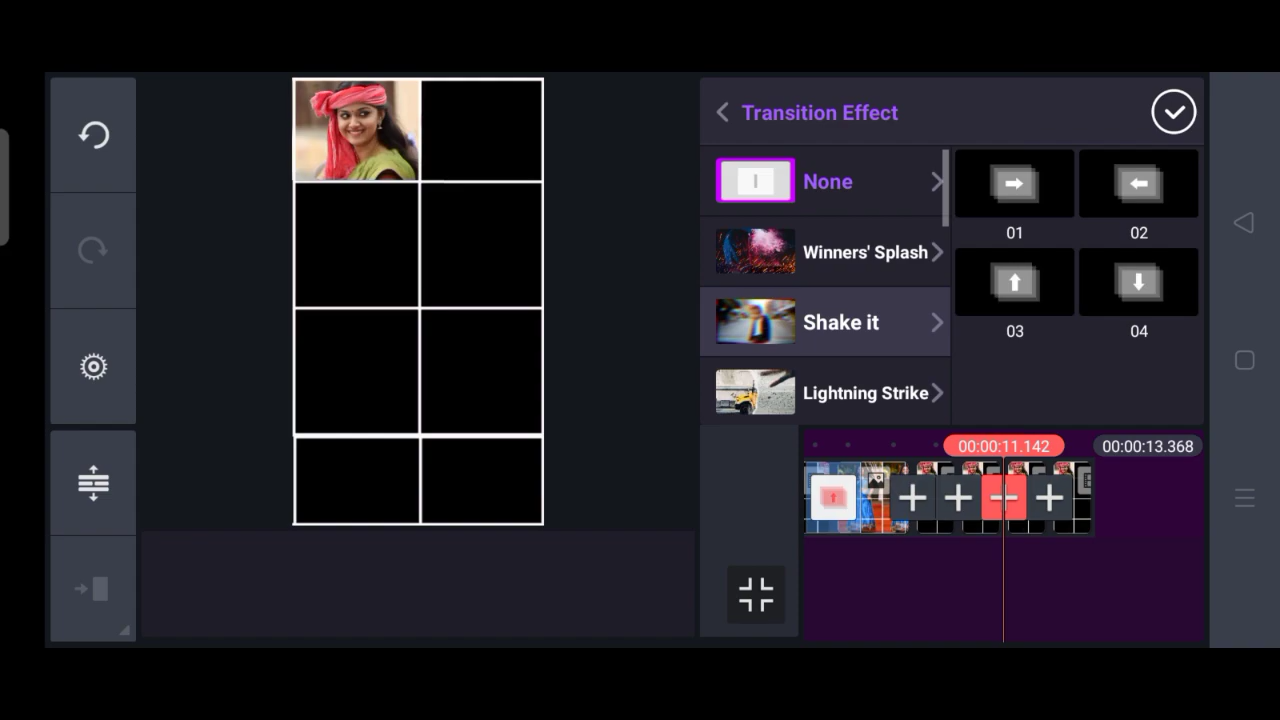 Transition Effect
None
Winners' Splash
Shake it
Lightning Strike
01
02
03
04
00:00:11.142
00:00:13.368